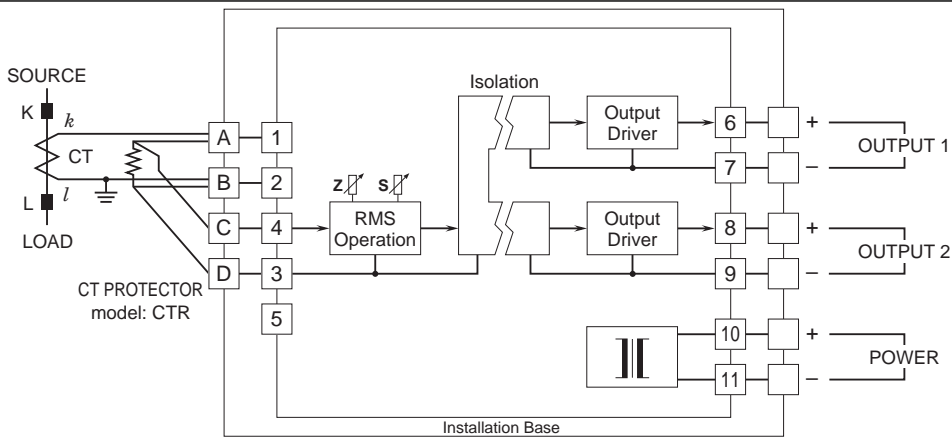 SOURCE
K
k
CT
L
l
LOAD
CT PROTECTOR
model: CTR
A
B
C
D
1
2
4
3
5
Z
S
RMS
Operation
Isolation
Output
Driver
Output
Driver
6
7
8
9
10
11
+
OUTPUT 1
–
+
OUTPUT 2
–
+
POWER
–
Installation Base